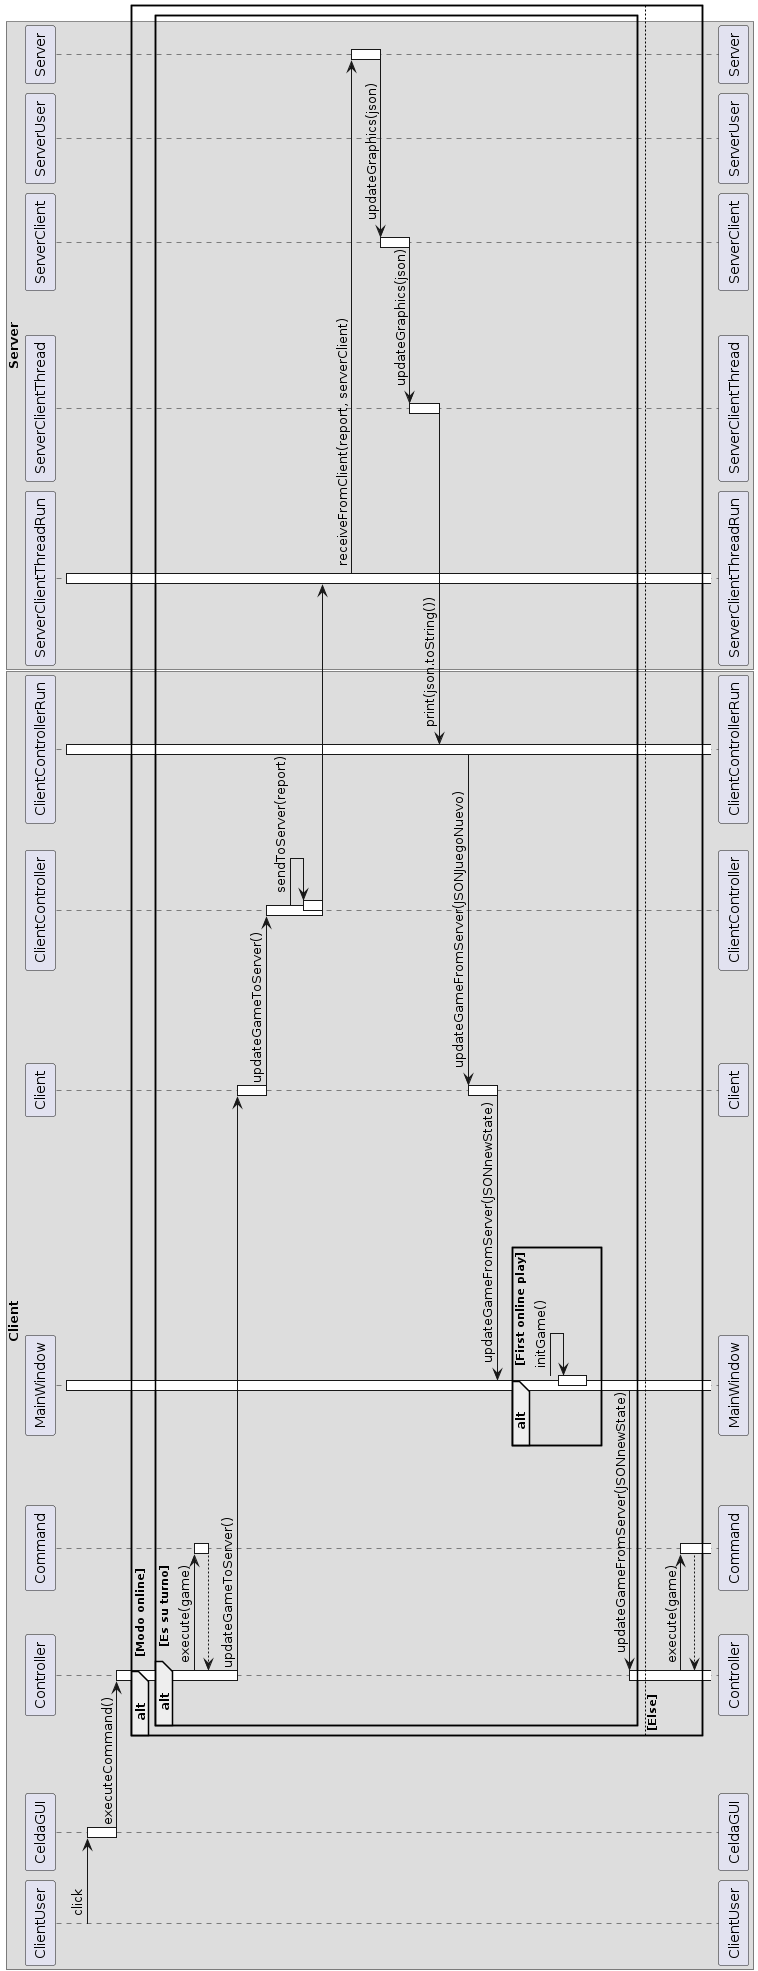 Client
Server
ClientUser
CeldaGUI
Controller
Command
MainWindow
Client
ClientController
ClientControllerRun
ServerClientThreadRun
ServerClientThread
ServerClient
ServerUser
Server
click
executeCommand()
alt
[Modo online]
alt
[Es su turno]
execute(game)
updateGameToServer()
updateGameToServer()
sendToServer(report)
receiveFromClient(report, serverClient)
updateGraphics(json)
updateGraphics(json)
print(json.toString())
updateGameFromServer(JSONJuegoNuevo)
updateGameFromServer(JSONnewState)
alt
[First online play]
initGame()
updateGameFromServer(JSONnewState)
[Else]
execute(game)
ClientUser
CeldaGUI
Controller
Command
MainWindow
Client
ClientController
ClientControllerRun
ServerClientThreadRun
ServerClientThread
ServerClient
ServerUser
Server